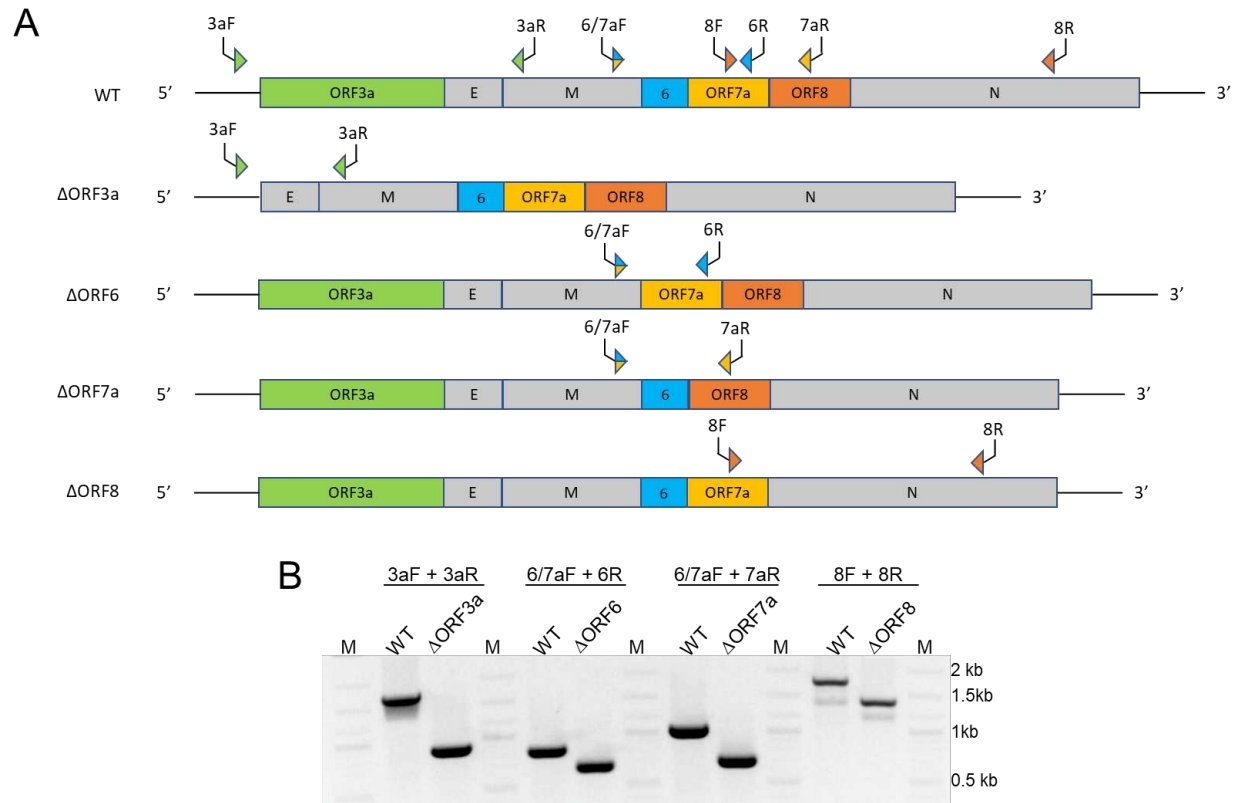 A
3aF 3aR 6/7aF 8F 6R 7aR 8R
WT 5’ ORF3a E M 6 ORF7a ORF8 N 3’
3aF 3aR
ΔORF3a 5’ E M 6 ORF7a ORF8 N 3’
6/7aF 6R
ΔORF6 5’ ORF3a E M ORF7a ORF8 N 3’
6/7aF 7aR
ΔORF7a 5’ ORF3a E M 6 ORF8 N 3’
8F 8R
ΔORF8 5’ ORF3a E M 6 ORF7a N 3’
B
3aF + 3aR 6/7aF + 6R 6/7aF + 7aR 8F + 8R
M WT ΔORF3a M WT ΔORF6 M WT ΔORF7a M WT ΔORF8 M
2 kb
1.5kb
1kb
0.5 kb